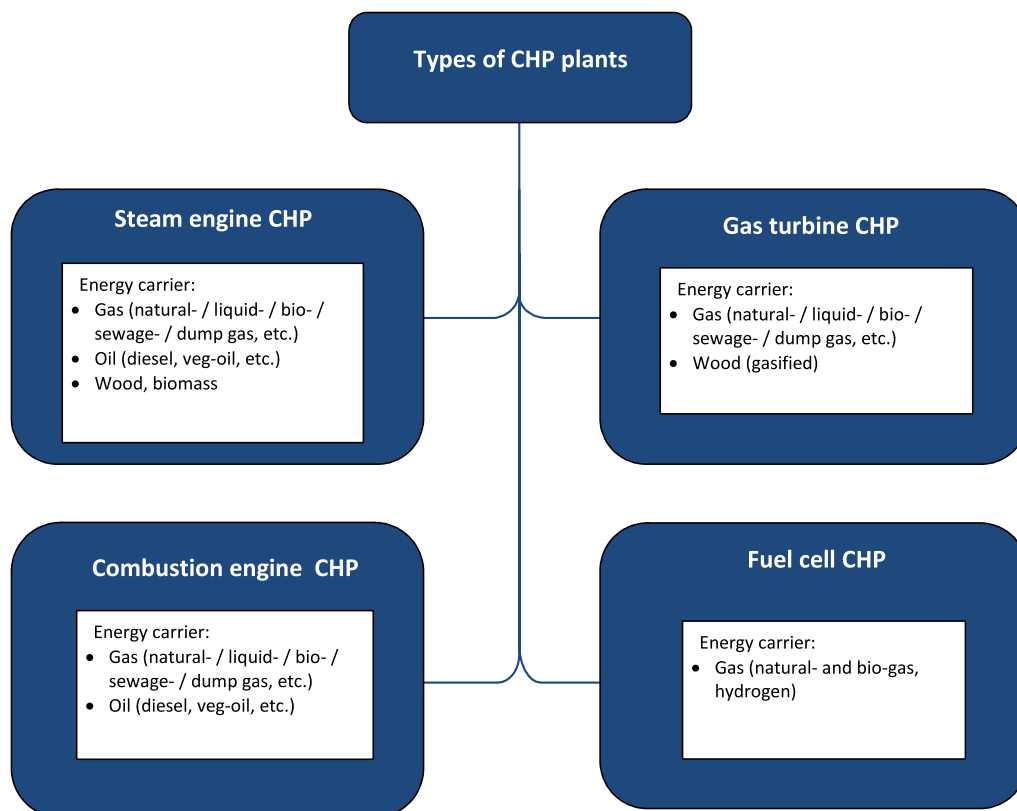 Types of CHP plants
Steam engine CHP
Energy carrier:
• Gas (natural- / liquid- / bio- /
sewage- / dump gas, etc.)
• Oil (diesel, veg-oil, etc.)
• Wood, biomass
Gas turbine CHP
Energy carrier:
• Gas (natural- / liquid- / bio- /
sewage- / dump gas, etc.)
• Wood (gasified)
Combustion engine  CHP
Energy carrier:
• Gas (natural- / liquid- / bio- /
sewage- / dump gas, etc.)
• Oil (diesel, veg-oil, etc.)
Fuel cell CHP
Energy carrier:
• Gas (natural- and bio-gas,
hydrogen)